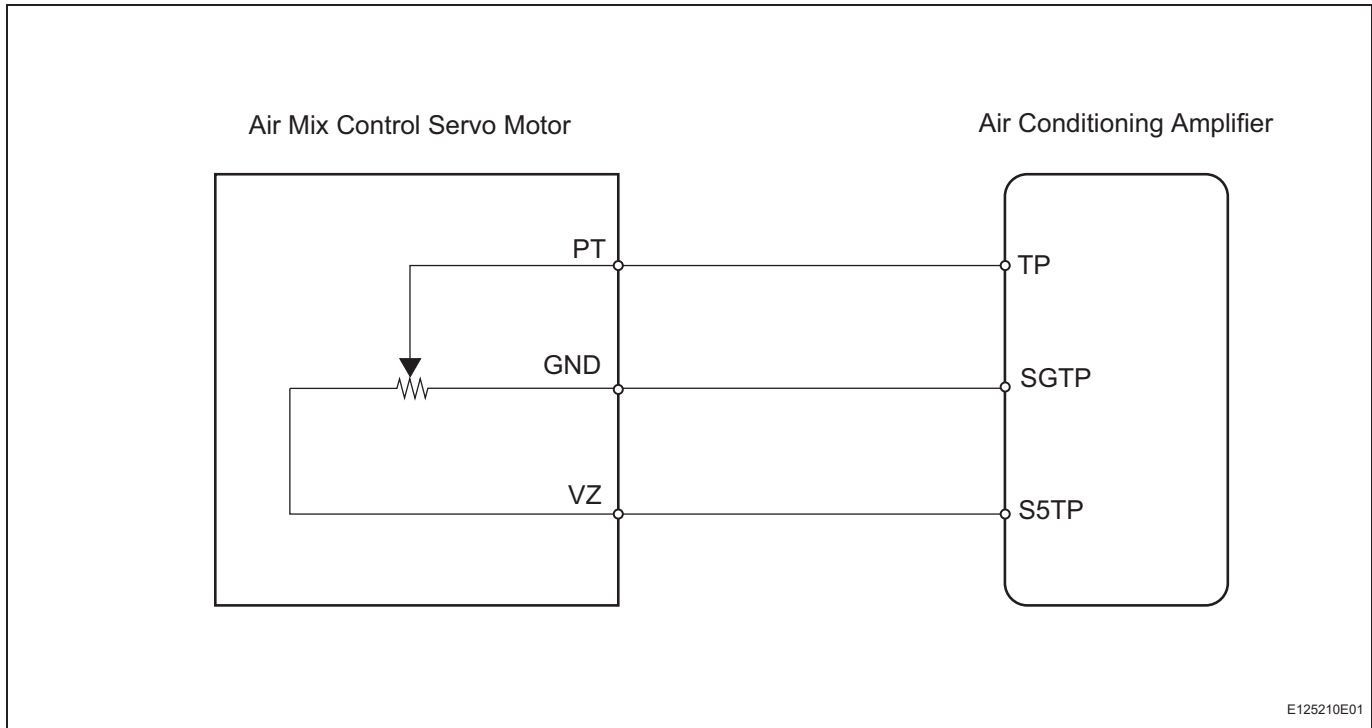 Air Mix Control Servo Motor
Air Conditioning Amplifier
PT
TP
GND
SGTP
VZ
S5TP
E125210E01